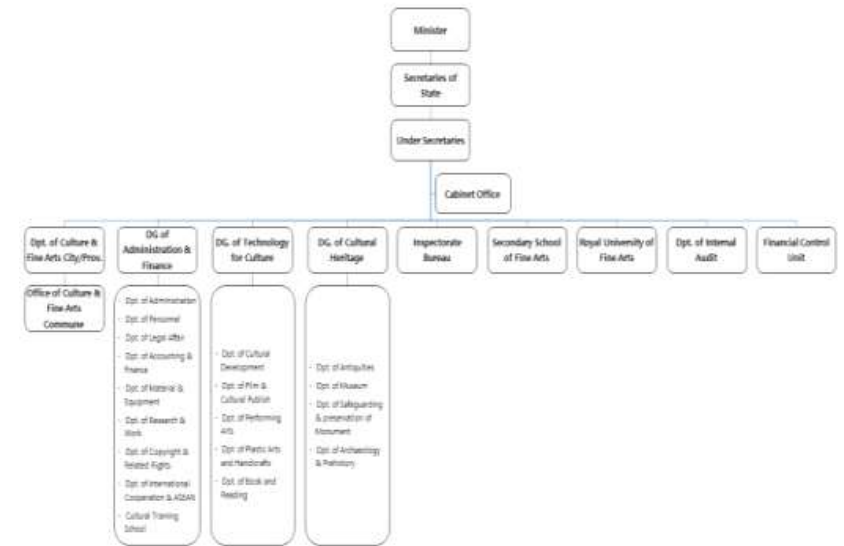 Minister
Secretaries of
State
Under Secretaries
Cabinet Office
Dpt. of Culture &
Fine Arts City/Prov.
DG of
Administration &
Finance
DG. of Technology
for Culture
DG. of Cultural
Heritage
Inspectorate
Bureau
Secondary School
of Fine Arts
Royal University of
Fine Arts
Dpt. of Internal
Audit
Financial Control
Unit
Office of Culture &
Fine Arts
Commune
- Dpt. of Administration
- Dpt. of Personnel
- Dpt. of Legal Affair
- Dpt. of Accounting &
Finance
- Dpt. of Material &
Equipment
- Dpt. of Research &
Work
- Dpt. of Copyright &
Related Rights
- Dpt. of International
Cooperation & ASEAN
- Cultural Training
School
- Dpt. of Cultural
Development
- Dpt. of Film &
Cultural Publish
- Dpt. of Performing
Arts
- Dpt. of Plastic Arts
and Handicrafts
- Dpt. of Book and
Reading
- Dpt. of Antiquities
- Dpt. of Museum
- Dpt. of Safeguarding
& preservation of
Monument
- Dpt. of Archaeology
& Prehistory